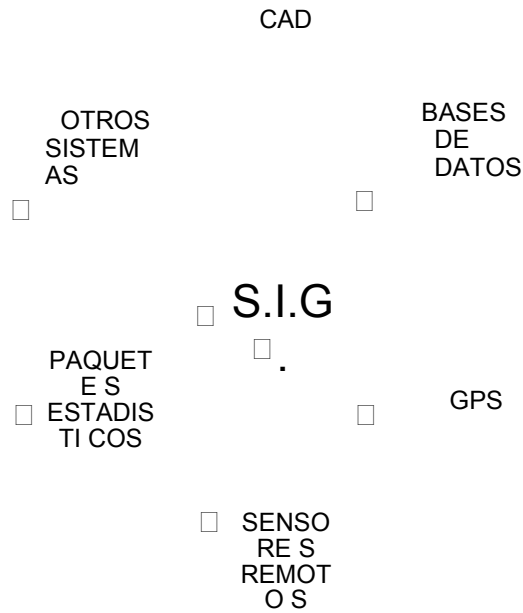 CAD
OTROS
SISTEM
AS
BASES
DE
DATOS
S.I.G
.
PAQUET
E S
ESTADIS
TI COS
GPS
SENSO
RE S
REMOT
O S